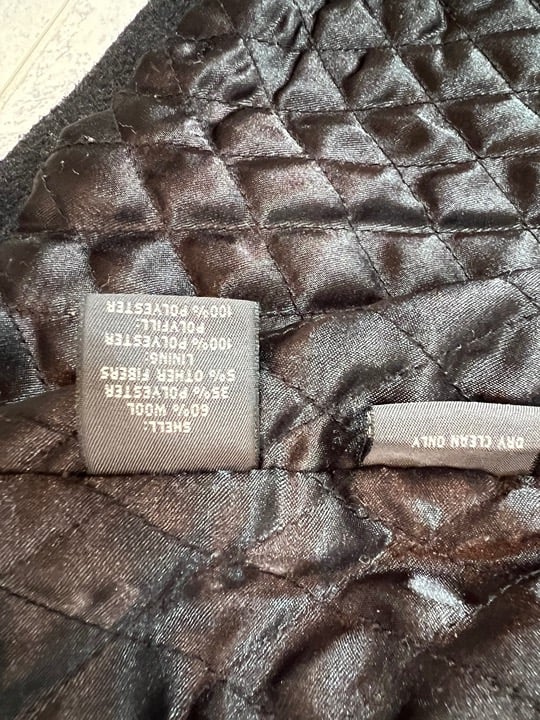 SHELL:
60% WOOL
35% POLYESTER
5% OTHER FIBERS
LINING:
100% POLYESTER
POLYFILL:
100% POLYESTER
DRY CLEAN ONLY